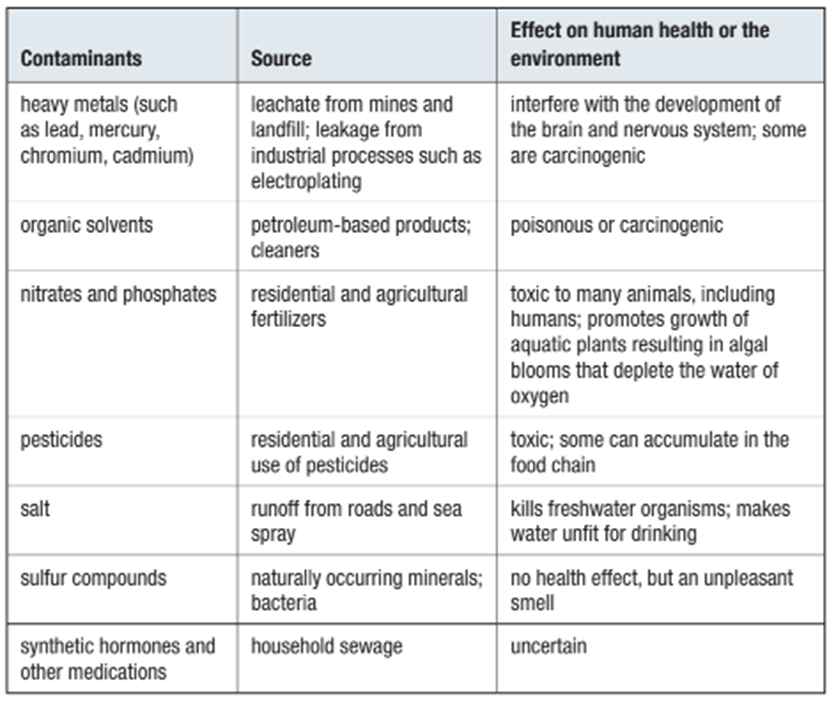 Contaminants
Source
Effect on human health or the
environment
heavy metals (such
as lead, mercury,
chromium, cadmium)
leachate from mines and
landfill; leakage from
industrial processes such as
electroplating
interfere with the development of
the brain and nervous system; some
are carcinogenic
organic solvents
petroleum-based products;
cleaners
poisonous or carcinogenic
nitrates and phosphates
residential and agricultural
fertilizers
toxic to many animals, including
humans; promotes growth of
aquatic plants resulting in algal
blooms that deplete the water of
oxygen
pesticides
residential and agricultural
use of pesticides
toxic; some can accumulate in the
food chain
salt
runoff from roads and sea
spray
kills freshwater organisms; makes
water unfit for drinking
sulfur compounds
naturally occurring minerals;
bacteria
no health effect, but an unpleasant
smell
synthetic hormones and
other medications
household sewage
uncertain